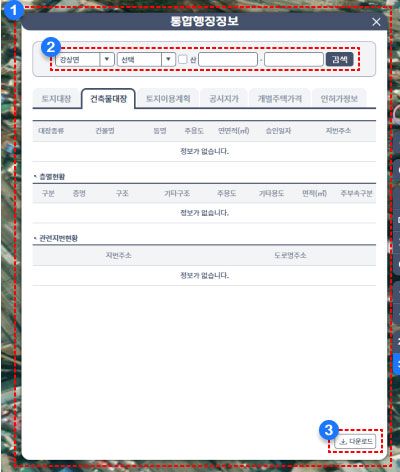 1
통합행정정보
2
강상면 선택 산 - 검색
토지대장 건축물대장 토지이용계획 공시지가 개별주택가격 인허가정보
대장종류 건물명 동명 주용도 연면적(㎡) 승인일자 지번주소
정보가 없습니다.
층별현황
구분 층명 구조 기타구조 주용도 기타용도 면적(㎡) 주부속구분
정보가 없습니다.
관련지번현황
지번주소 도로명주소
정보가 없습니다.
3
다운로드